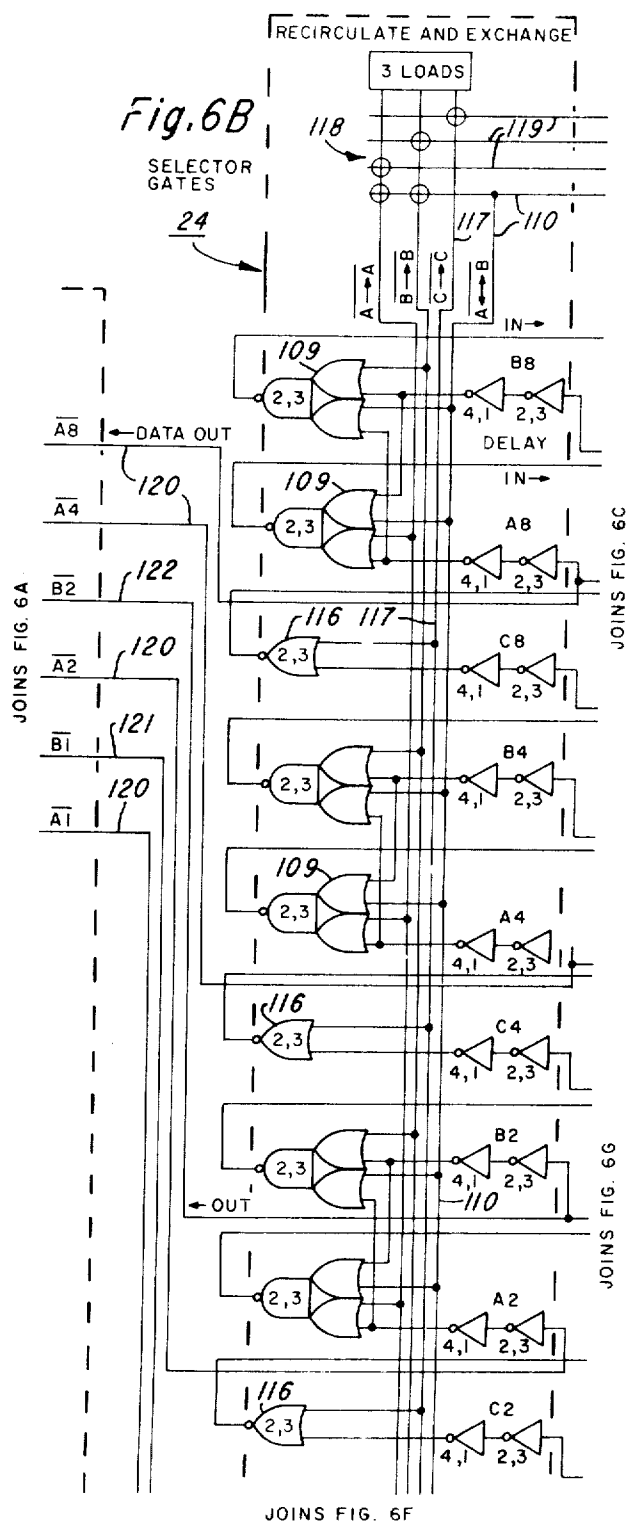 RECIRCULATE AND EXCHANGE
3 LOADS
Fig.6B
118
119
SELECTOR
GATES
110
117
24
A→A
B→B
C→C
A↔B
IN→
109
B8
2,3
4,1
2,3
A8
←DATA OUT
DELAY
120
109
IN→
A4
A8
2,3
4,1
2,3
JOINS FIG. 6C
B2
122
116
117
C8
2,3
4,1
2,3
JOINS FIG. 6A
A2
120
B1
121
B4
2,3
4,1
2,3
A1
120
109
A4
2,3
4,1
2,3
116
C4
2,3
4,1
2,3
B2
2,3
4,1
2,3
←OUT
110
JOINS FIG. 6G
A2
2,3
4,1
2,3
116
C2
2,3
4,1
2,3
JOINS FIG. 6F